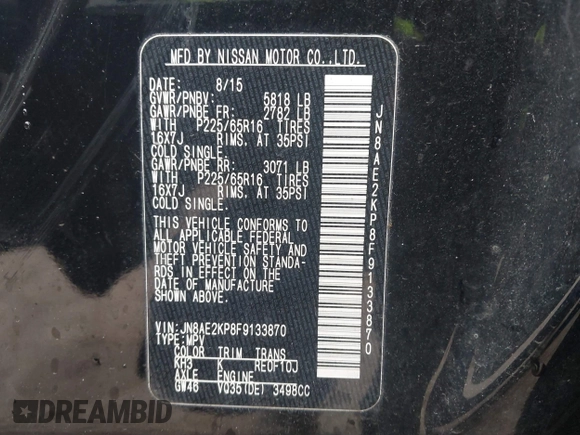 MFD BY NISSAN MOTOR CO.,LTD.
DATE: 8/15
GVWR/PNBV: 5818 LB
GAWR/PNBE FR: 2782 LB
WITH P225/65R16 TIRES
16X7J RIMS. AT 35PSI
COLD SINGLE.
GAWR/PNBE RR: 3071 LB
WITH P225/65R16 TIRES
16X7J RIMS. AT 35PSI
COLD SINGLE.
THIS VEHICLE CONFORMS TO
ALL APPLICABLE FEDERAL
MOTOR VEHICLE SAFETY AND
THEFT PREVENTION STANDA-
RDS IN EFFECT ON THE
DATE OF MANUFACTURE
SHOWN ABOVE.
VIN: JN8AE2KP8F9133870
TYPE: MPV
COLOR TRIM TRANS
KH3 K REOF10J
AXLE ENGINE
GW46 VQ35(DE) 3498CC
JN8AE2KP8F9133870
DREAMBID